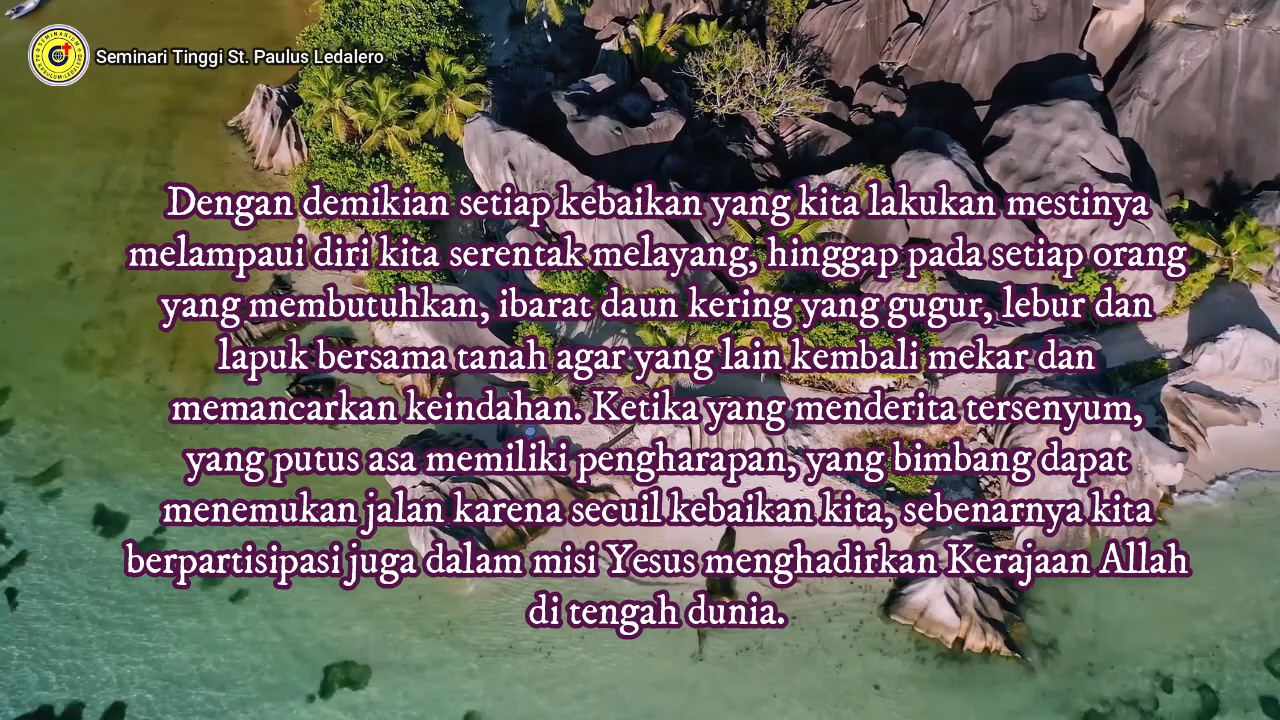 Seminari Tinggi St. Paulus Ledalero
Dengan demikian setiap kebaikan yang kita lakukan mestinya
melampaui diri kita serentak melayang, hinggap pada setiap orang
yang membutuhkan, ibarat daun kering yang gugur, lebur dan
lapuk bersama tanah agar yang lain kembali mekar dan
memancarkan keindahan. Ketika yang menderita tersenyum,
yang putus asa memiliki pengharapan, yang bimbang dapat
menemukan jalan karena secuil kebaikan kita, sebenarnya kita
berpartisipasi juga dalam misi Yesus menghadirkan Kerajaan Allah
di tengah dunia.